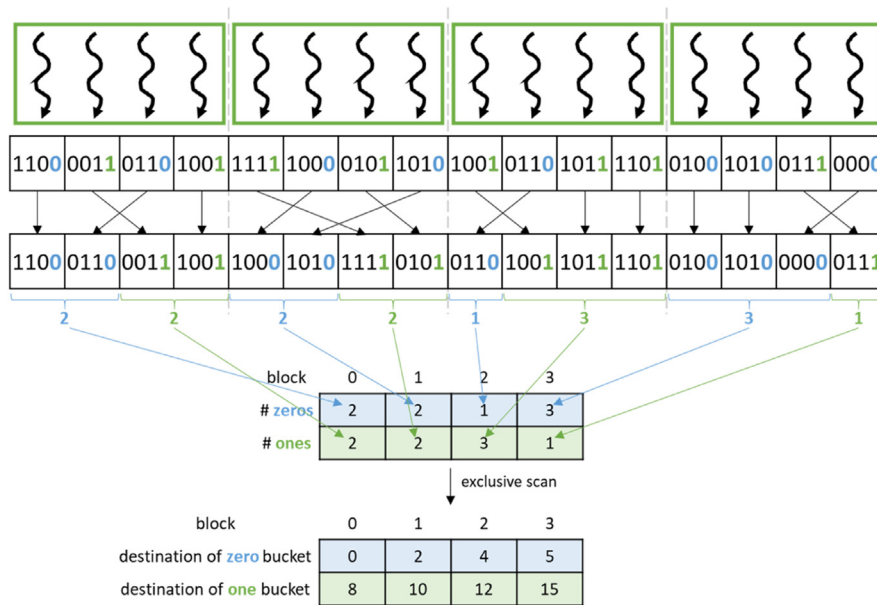 1100 0011 0110 1001 1111 1000 0101 1010 1001 0110 1011 1101 0100 1010 0111 0000
1100 0110 0011 1001 1000 1010 1111 0101 0110 1001 1011 1101 0100 1010 0000 0111
2 2 2 2 1 3 3 1
block 0 1 2 3
# zeros 2 2 1 3
# ones 2 2 3 1
exclusive scan
block 0 1 2 3
destination of zero bucket 0 2 4 5
destination of one bucket 8 10 12 15